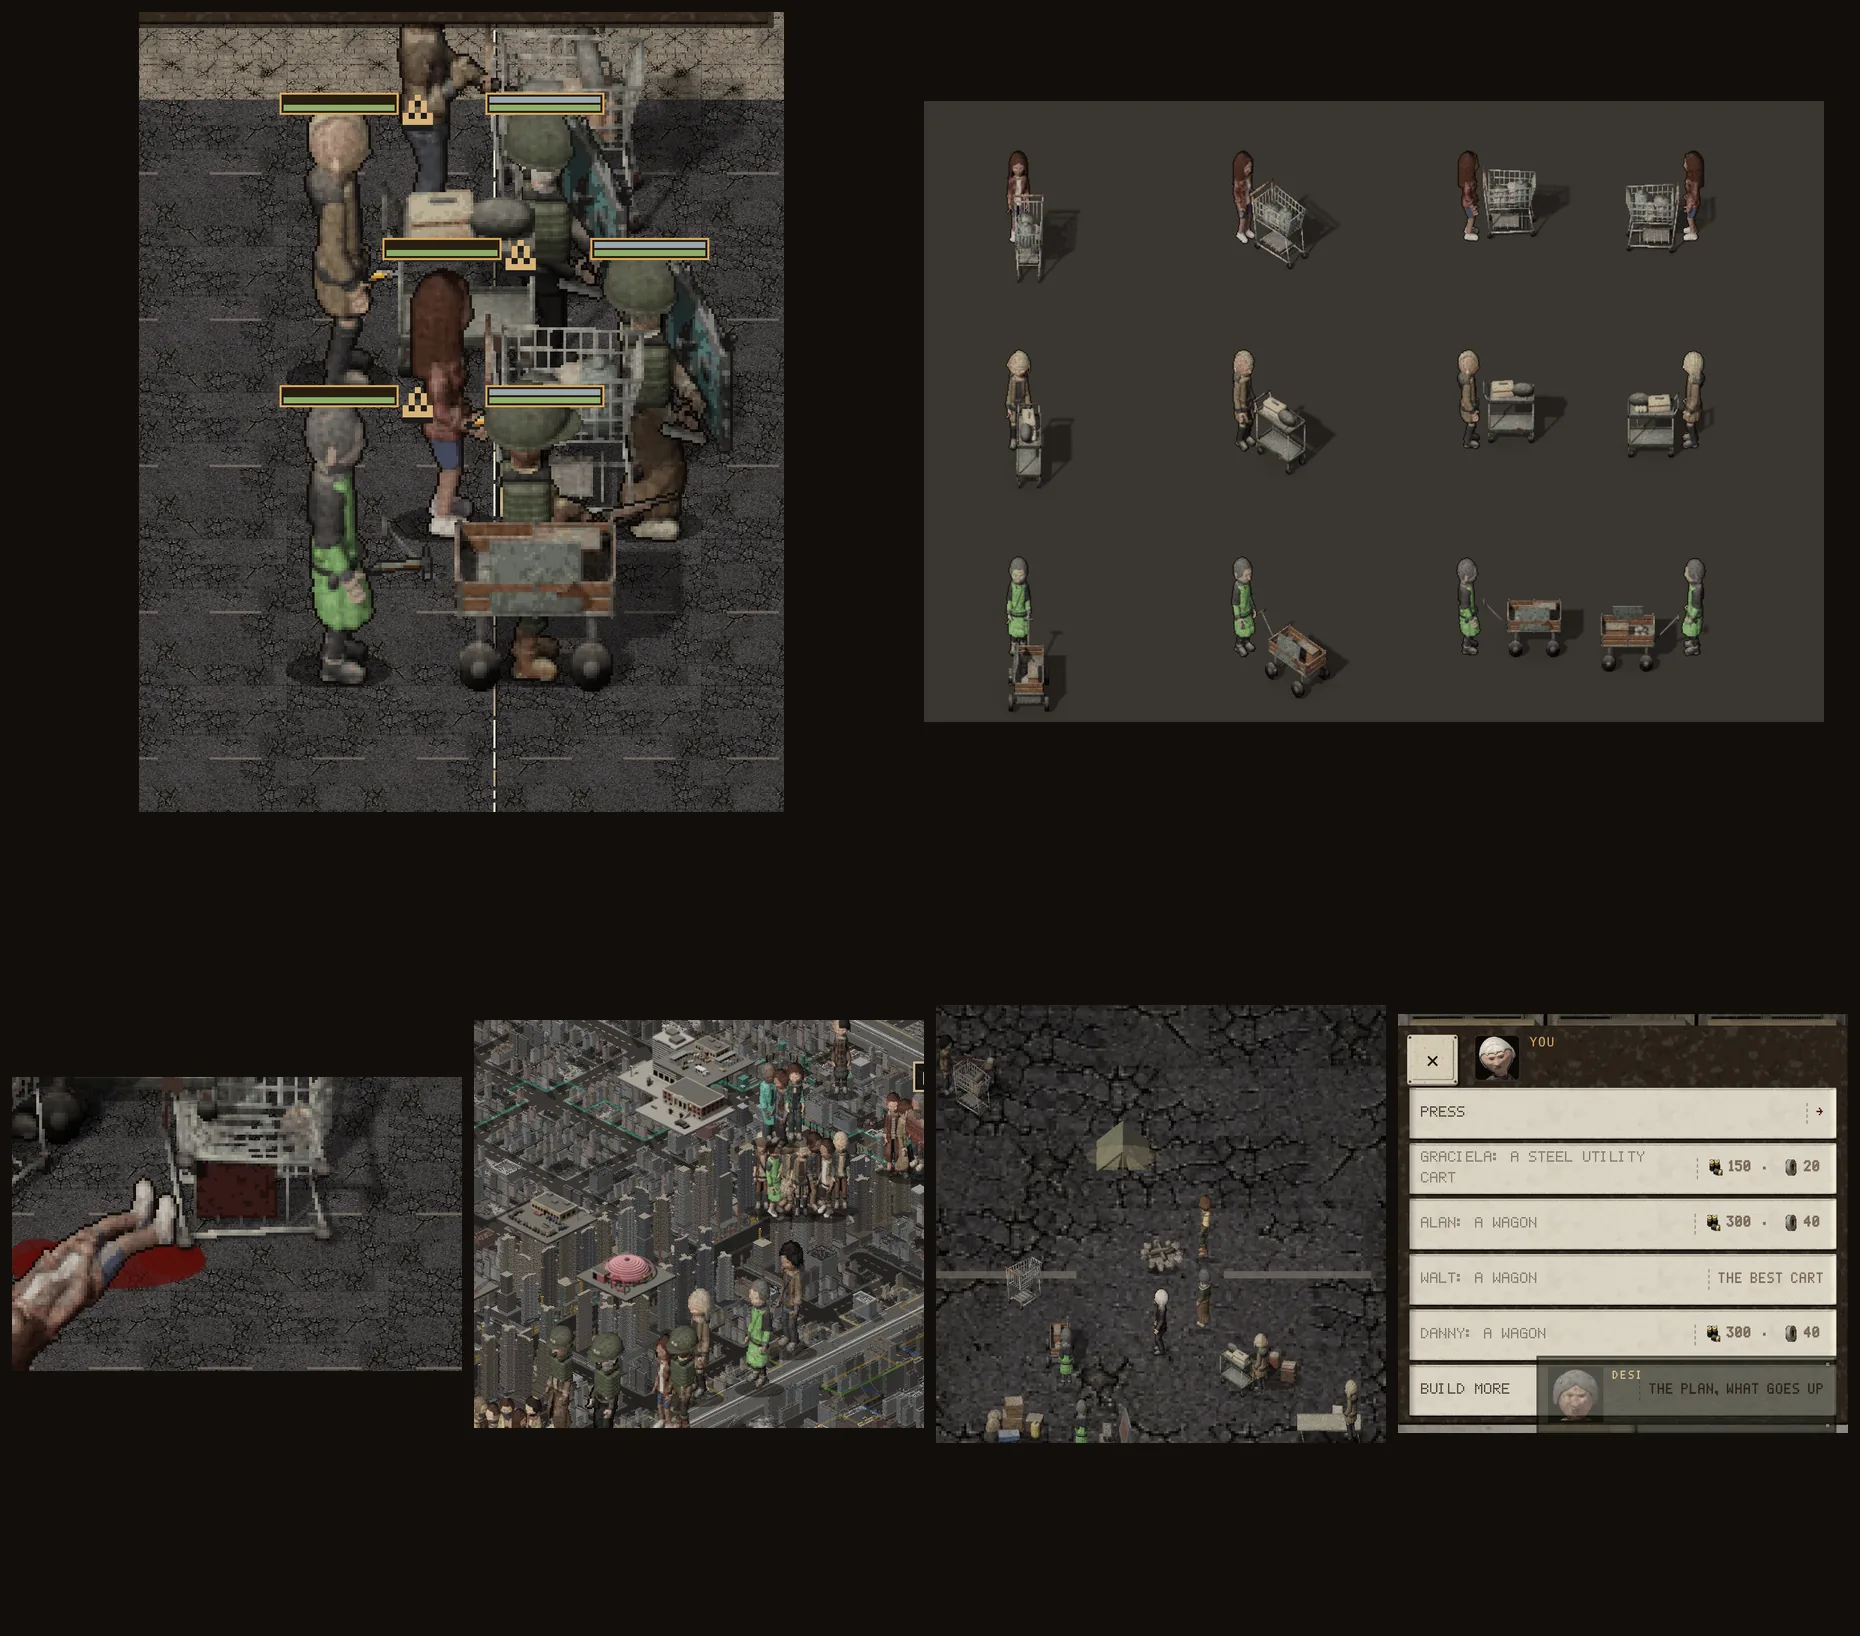 YOU
PRESS
GRACIELA: A STEEL UTILITY
CART
150 · 20
ALAN: A WAGON
300 · 40
WALT: A WAGON
THE BEST CART
DANNY: A WAGON
300 · 40
BUILD MORE
DESI
THE PLAN, WHAT GOES UP